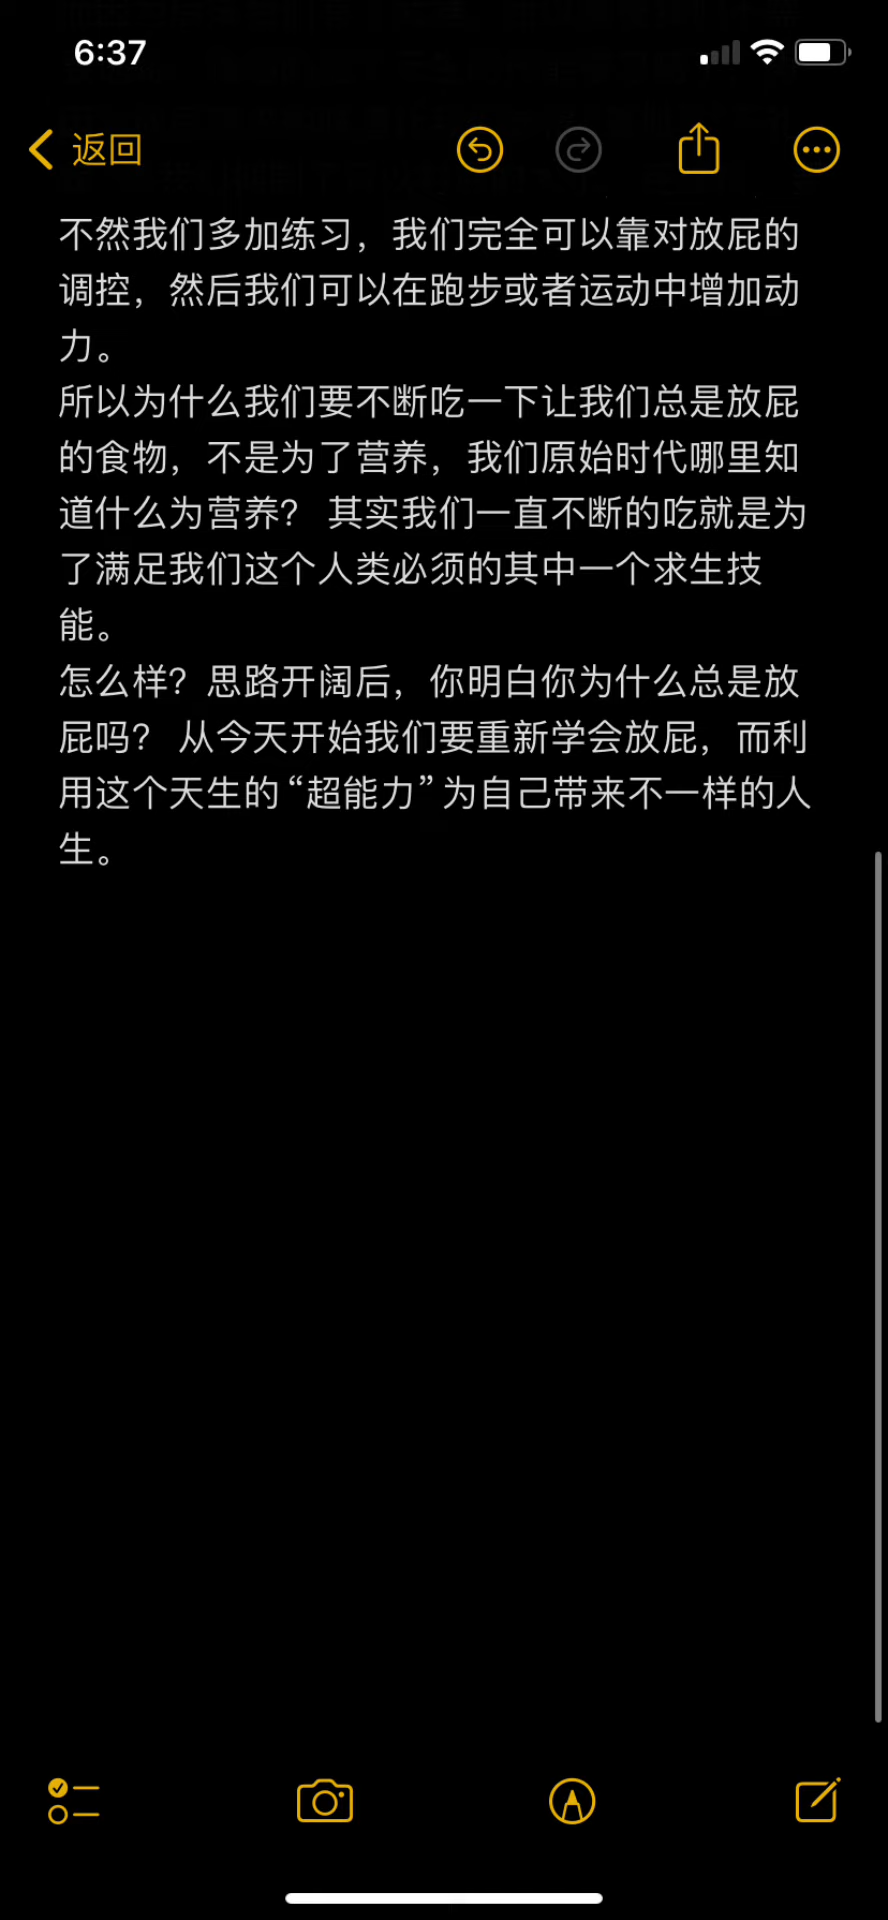 6:37
返回
不然我们多加练习，我们完全可以靠对放屁的
调控，然后我们可以在跑步或者运动中增加动
力。
所以为什么我们要不断吃一下让我们总是放屁
的食物，不是为了营养，我们原始时代哪里知
道什么为营养？ 其实我们一直不断的吃就是为
了满足我们这个人类必须的其中一个求生技
能。
怎么样？思路开阔后，你明白你为什么总是放
屁吗？ 从今天开始我们要重新学会放屁，而利
用这个天生的“超能力”为自己带来不一样的人
生。